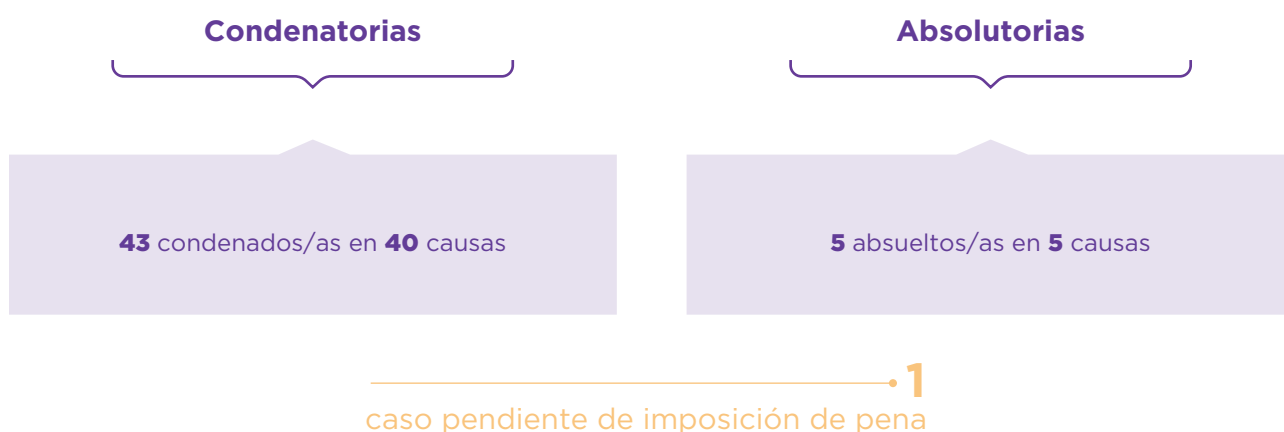 Condenatorias
Absolutorias
43 condenados/as en 40 causas
5 absueltos/as en 5 causas
1
caso pendiente de imposición de pena